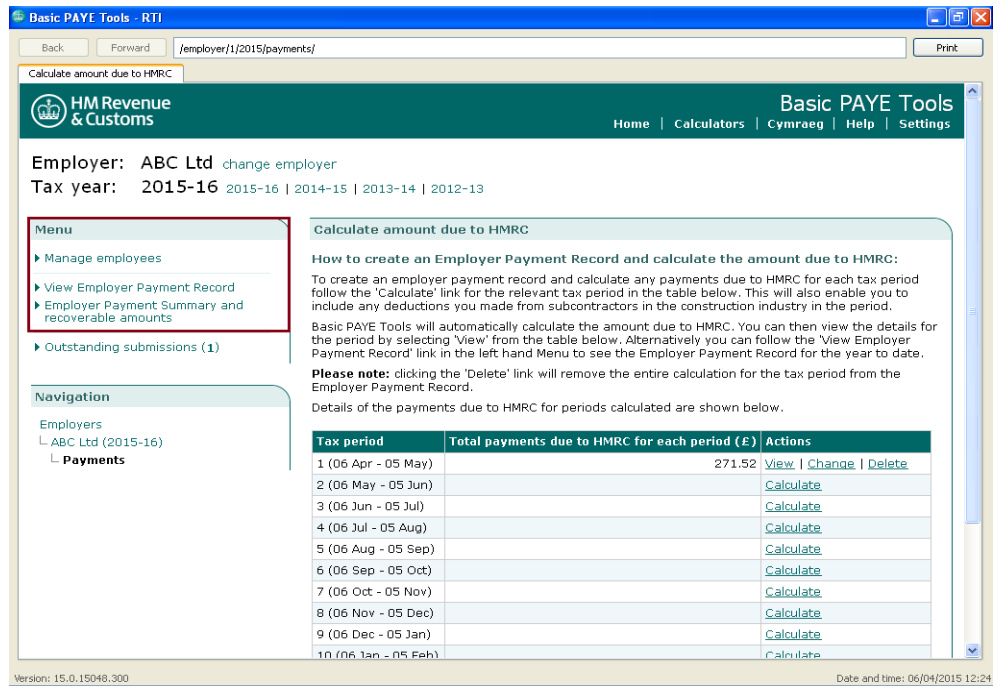 Basic PAYE Tools - RTI
Back Forward /employer/1/2015/payments/ Print
Calculate amount due to HMRC
HM Revenue
& Customs
Basic PAYE Tools
Home | Calculators | Cymraeg | Help | Settings
Employer: ABC Ltd change employer
Tax year: 2015-16 2015-16 | 2014-15 | 2013-14 | 2012-13
Menu
Manage employees
View Employer Payment Record
Employer Payment Summary and
recoverable amounts
Outstanding submissions (1)
Navigation
Employers
ABC Ltd (2015-16)
Payments
Calculate amount due to HMRC
How to create an Employer Payment Record and calculate the amount due to HMRC:
To create an employer payment record and calculate any payments due to HMRC for each tax period
follow the 'Calculate' link for the relevant tax period in the table below. This will also enable you to
include any deductions you made from subcontractors in the construction industry in the period.
Basic PAYE Tools will automatically calculate the amount due to HMRC. You can then view the details for
the period by selecting 'View' from the table below. Alternatively you can follow the 'View Employer
Payment Record' link in the left hand Menu to see the Employer Payment Record for the year to date.
Please note: clicking the 'Delete' link will remove the entire calculation for the tax period from the
Employer Payment Record.
Details of the payments due to HMRC for periods calculated are shown below.
Tax period Total payments due to HMRC for each period (£) Actions
1 (06 Apr - 05 May) 271.52 View | Change | Delete
2 (06 May - 05 Jun) Calculate
3 (06 Jun - 05 Jul) Calculate
4 (06 Jul - 05 Aug) Calculate
5 (06 Aug - 05 Sep) Calculate
6 (06 Sep - 05 Oct) Calculate
7 (06 Oct - 05 Nov) Calculate
8 (06 Nov - 05 Dec) Calculate
9 (06 Dec - 05 Jan) Calculate
10 (06 Jan - 05 Feb) Calculate
Version: 15.0.15048.300 Date and time: 06/04/2015 12:24